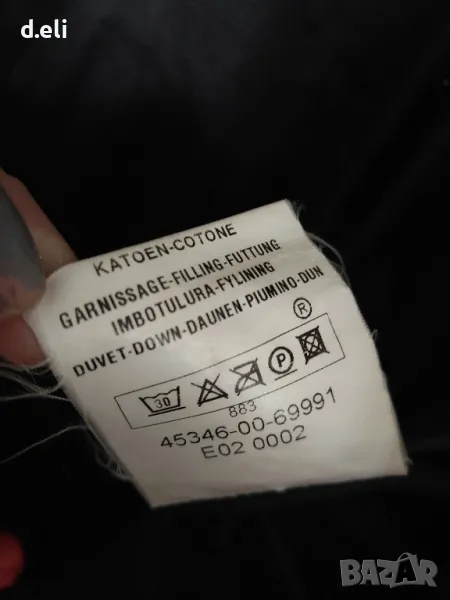 d.eli
KATOEN-COTONE
GARNISSAGE-FILLING-FUTTUNG
IMBOTULURA-FYLINING
DUVET-DOWN-DAUNEN-PIUMINO-DUN
®
30 P
883
45346-00-69991
E02 0002
BAZAR